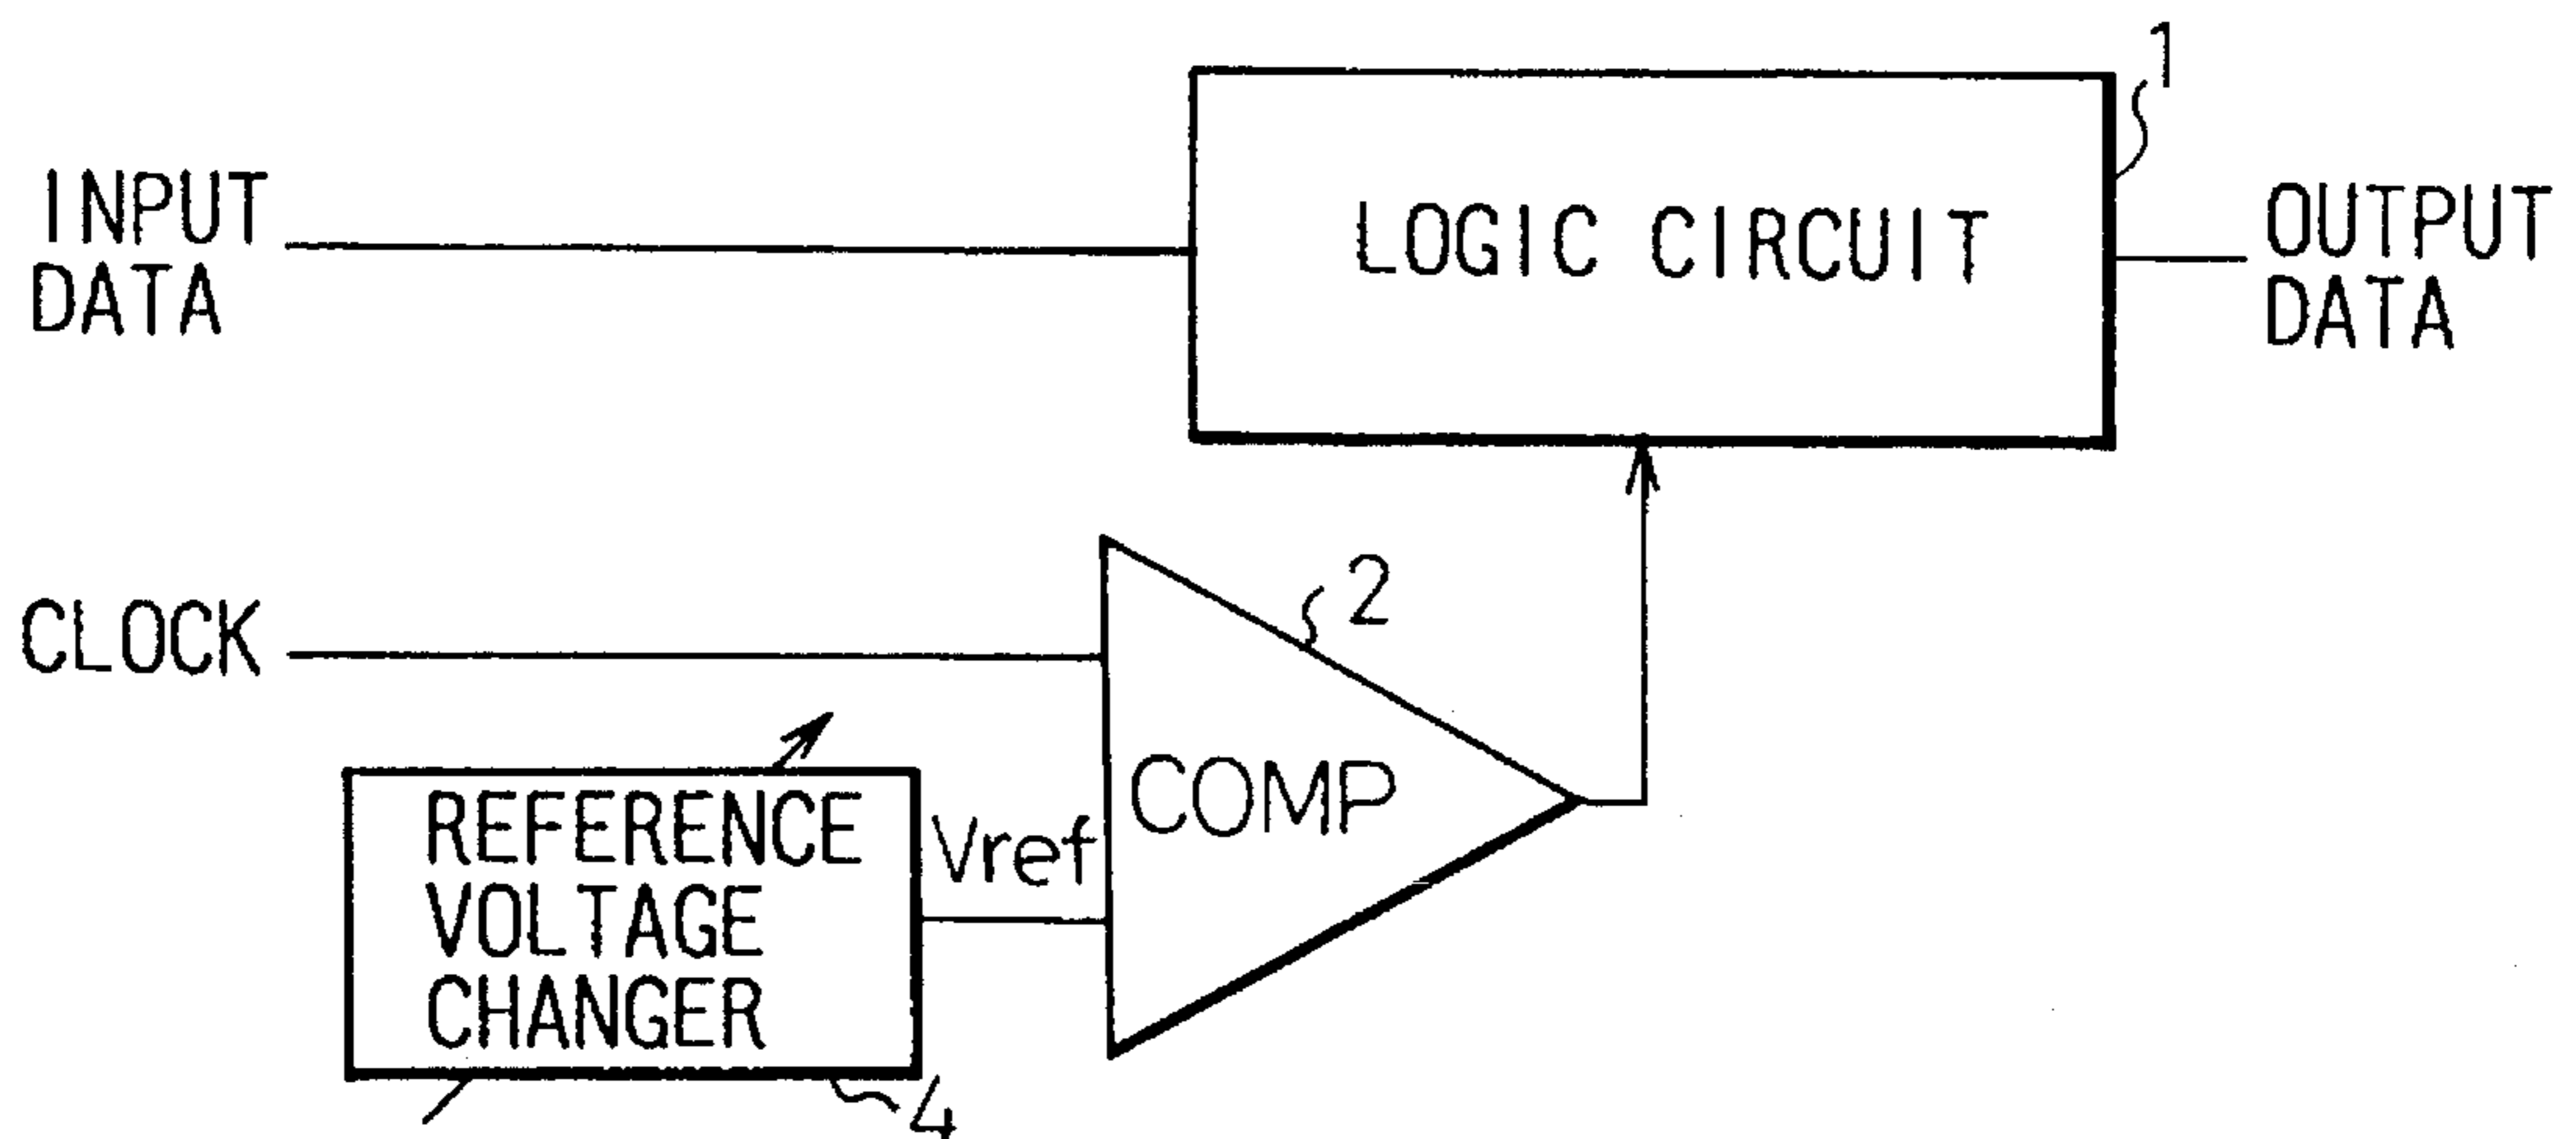 1
INPUT
DATA
LOGIC CIRCUIT
OUTPUT
DATA
2
CLOCK
COMP
REFERENCE
VOLTAGE
CHANGER
Vref
4